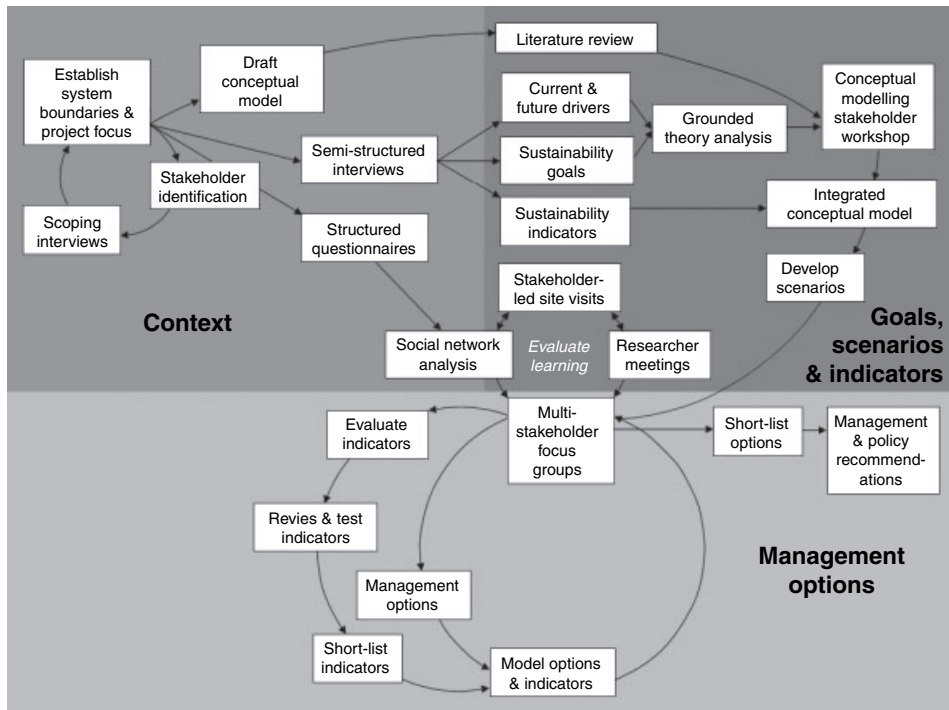 Establish
system
boundaries &
project focus
Draft
conceptual
model
Stakeholder
identification
Scoping
interviews
Semi-structured
interviews
Structured
questionnaires
Social network
analysis
Context
Literature review
Current &
future drivers
Sustainability
goals
Sustainability
indicators
Grounded
theory analysis
Conceptual
modelling
stakeholder
workshop
Integrated
conceptual model
Develop
scenarios
Stakeholder-
led site visits
Evaluate
learning
Researcher
meetings
Goals,
scenarios
& indicators
Multi-
stakeholder
focus
groups
Short-list
options
Management
& policy
recommend-
ations
Evaluate
indicators
Revies & test
indicators
Management
options
Short-list
indicators
Model options
& indicators
Management
options